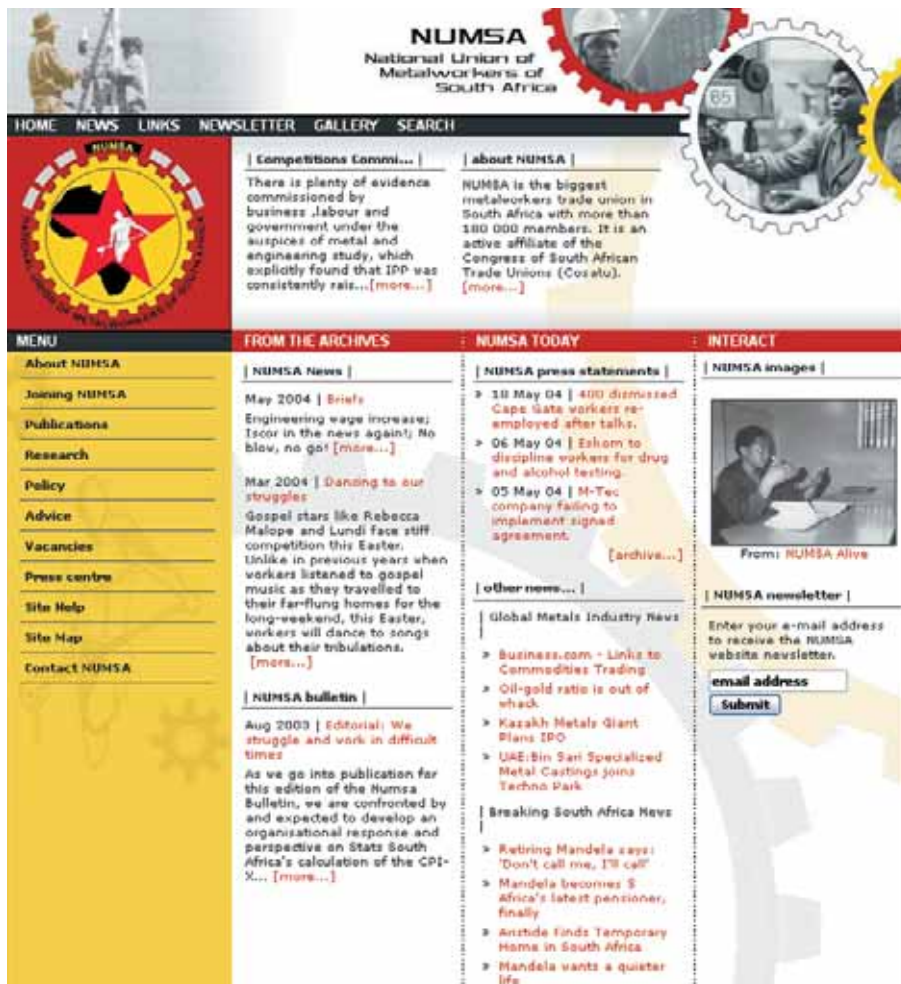 NUMSA
National Union of
Metalworkers of
South Africa
65
HOME NEWS LINKS NEWSLETTER GALLERY SEARCH
NUMSA
NATIONAL UNION OF METALWORKERS OF SOUTH AFRICA
| Competitions Commi... |
There is plenty of evidence
commissioned by
business ,labour and
government under the
auspices of metal and
engineering study, which
explicitly found that IPP was
consistently rais...[more...]
| about NUMSA |
NUMSA is the biggest
metalworkers trade union in
South Africa with more than
180 000 members. It is an
active affiliate of the
Congress of South African
Trade Unions (Cosatu).
[more...]
MENU
About NUMSA
Joining NUMSA
Publications
Research
Policy
Advice
Vacancies
Press centre
Site Help
Site Map
Contact NUMSA
FROM THE ARCHIVES
| NUMSA News |
May 2004 | Briefs
Engineering wage increase;
Iscor in the news again!; No
blow, no go! [more...]
Mar 2004 | Dancing to our
struggles
Gospel stars like Rebecca
Malope and Lundi face stiff
competition this Easter.
Unlike in previous years when
workers listened to gospel
music as they travelled to
their far-flung homes for the
long-weekend, this Easter,
workers will dance to songs
about their tribulations.
[more...]
| NUMSA bulletin |
Aug 2003 | Editorial: We
struggle and work in difficult
times
As we go into publication for
this edition of the Numsa
Bulletin, we are confronted by
and expected to develop an
organisational response and
perspective on Stats South
Africa's calculation of the CPI-
X... [more...]
NUMSA TODAY
| NUMSA press statements |
» 18 May 04 | 400 dismissed
Cape Gate workers re-
employed after talks.
» 06 May 04 | Eskom to
discipline workers for drug
and alcohol testing.
» 05 May 04 | M-Tec
company failing to
implement signed
agreement.
[archive...]
| other news... |
| Global Metals Industry News
|
» Business.com - Links to
Commodities Trading
» Oil-gold ratio is out of
whack
» Kazakh Metals Giant
Plans IPO
» UAE:Bin Sari Specialized
Metal Castings joins
Techno Park
| Breaking South Africa News
|
» Retiring Mandela says:
'Don't call me, I'll call'
» Mandela becomes S
Africa's latest pensioner,
finally
» Aristide Finds Temporary
Home in South Africa
» Mandela wants a quieter
life
INTERACT
| NUMSA images |
From: NUMSA Alive
| NUMSA newsletter |
Enter your e-mail address
to receive the NUMSA
website newsletter.
email address
Submit